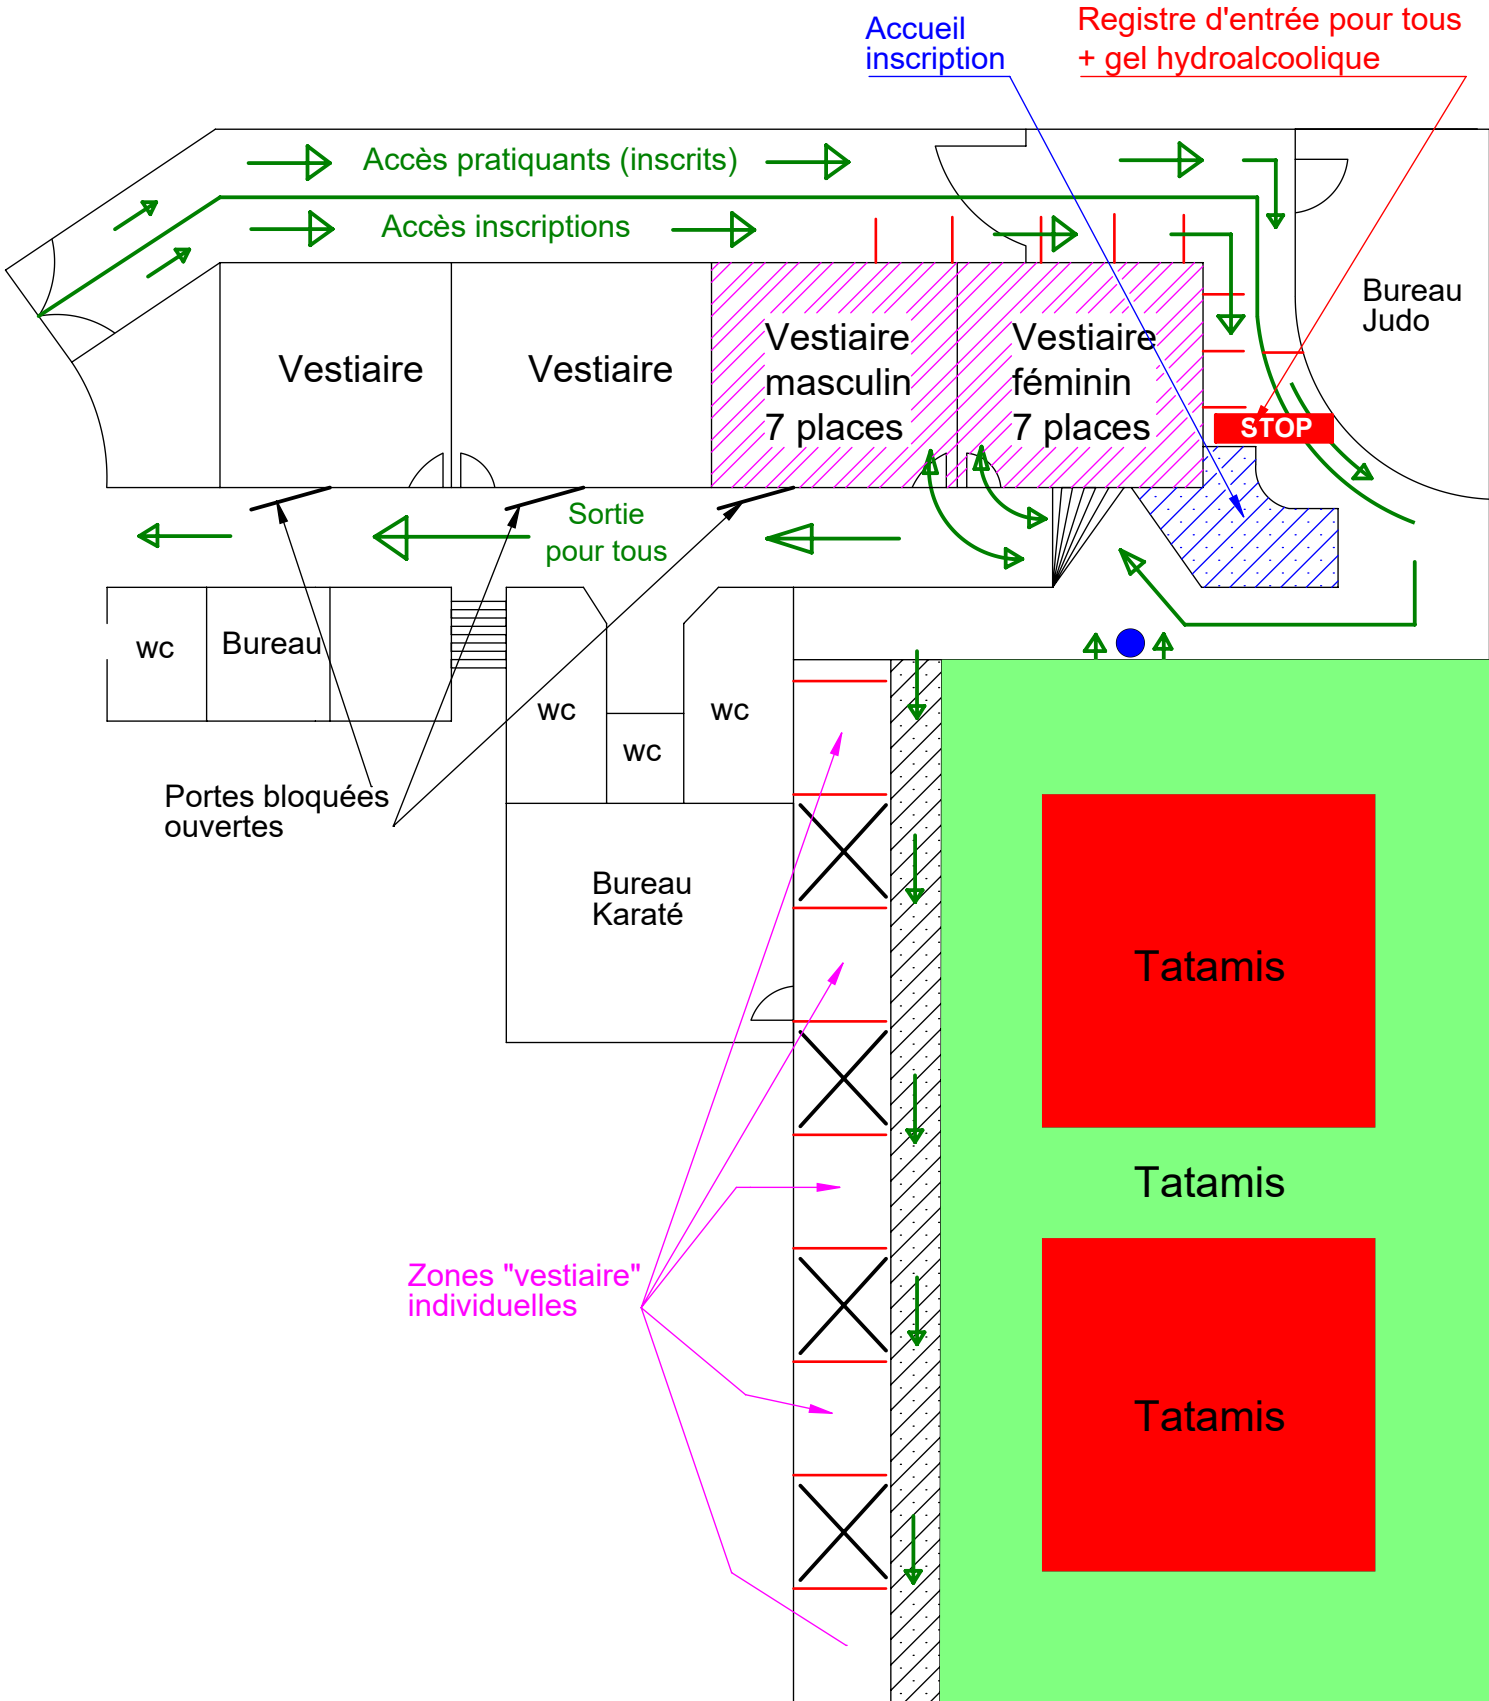 Accueil
inscription
Registre d'entrée pour tous
+ gel hydroalcoolique
Accès pratiquants (inscrits)
Accès inscriptions
Bureau
Judo
Vestiaire
Vestiaire
Vestiaire
masculin
7 places
Vestiaire
féminin
7 places
STOP
Sortie
pour tous
wc
Bureau
wc
wc
wc
Portes bloquées
ouvertes
Bureau
Karaté
Tatamis
Tatamis
Zones "vestiaire"
individuelles
Tatamis